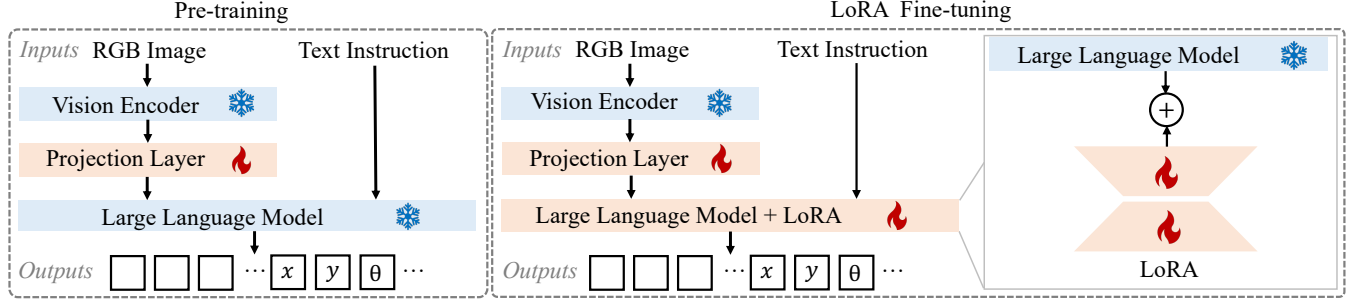 Pre-training
Inputs RGB Image Text Instruction
Vision Encoder
Projection Layer
Large Language Model
Outputs ... x y θ ...
LoRA Fine-tuning
Inputs RGB Image Text Instruction
Vision Encoder
Projection Layer
Large Language Model + LoRA
Outputs ... x y θ ...
Large Language Model
+
LoRA